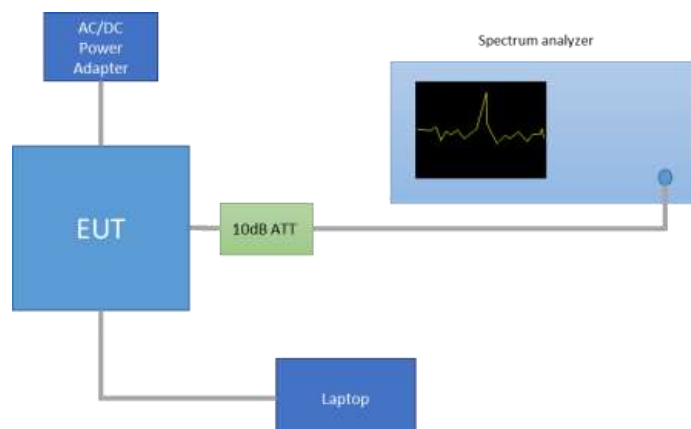 AC/DC
Power
Adapter
Spectrum analyzer
EUT
10dB ATT
Laptop